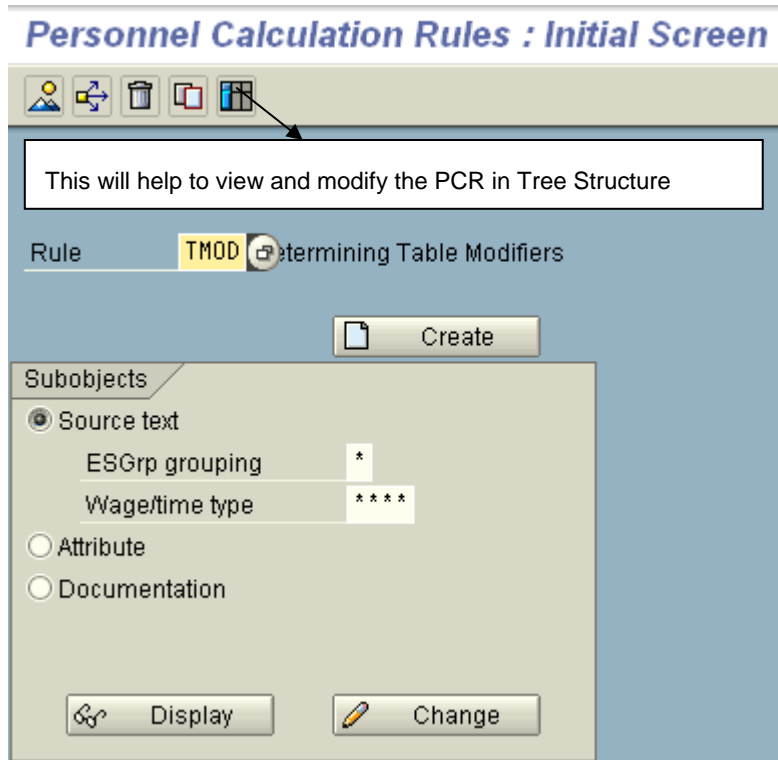 Personnel Calculation Rules : Initial Screen
This will help to view and modify the PCR in Tree Structure
Rule TMOD etermining Table Modifiers
Create
Subobjects
Source text
ESGrp grouping *
Wage/time type ****
Attribute
Documentation
Display Change